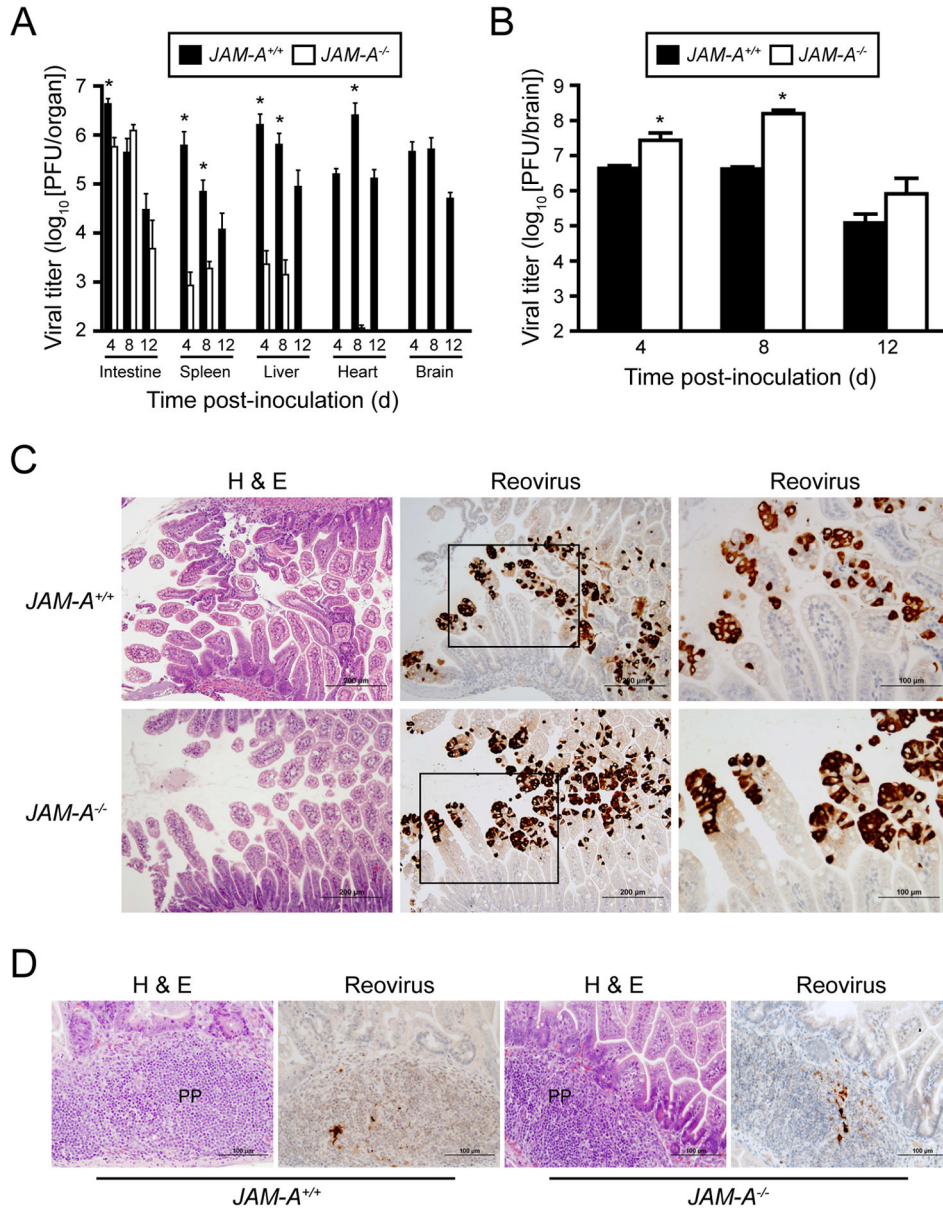 A
JAM-A+/+ JAM-A-/-
Viral titer (log10 [PFU/organ])
7
6
5
4
3
2
* * * * * *
4 8 12 4 8 12 4 8 12 4 8 12 4 8 12
Intestine Spleen Liver Heart Brain
Time post-inoculation (d)
B
JAM-A+/+ JAM-A-/-
Viral titer (log10 [PFU/brain])
9
8
7
6
5
4
3
2
* *
4 8 12
Time post-inoculation (d)
C
H & E Reovirus Reovirus
JAM-A+/+
200 µm 200 µm 100 µm
JAM-A-/-
200 µm 200 µm 100 µm
D
H & E Reovirus H & E Reovirus
PP PP
100 µm 100 µm 100 µm 100 µm
JAM-A+/+ JAM-A-/-